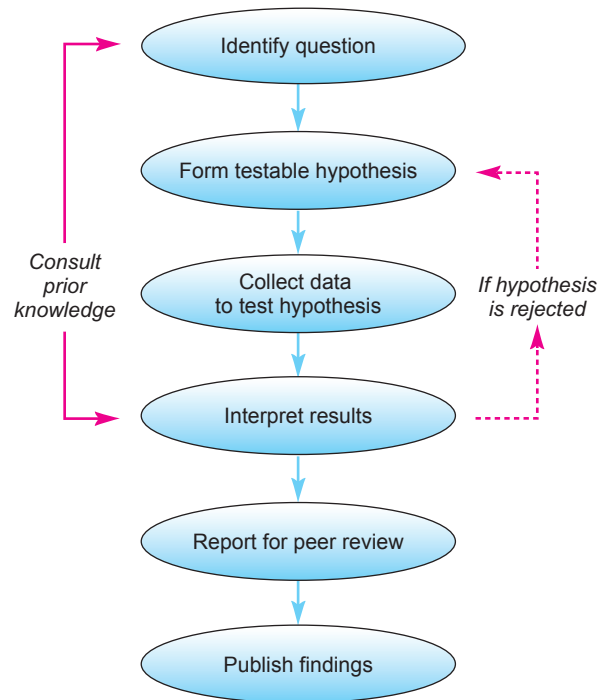 Identify question
Form testable hypothesis
Consult
prior
knowledge
Collect data
to test hypothesis
If hypothesis
is rejected
Interpret results
Report for peer review
Publish findings